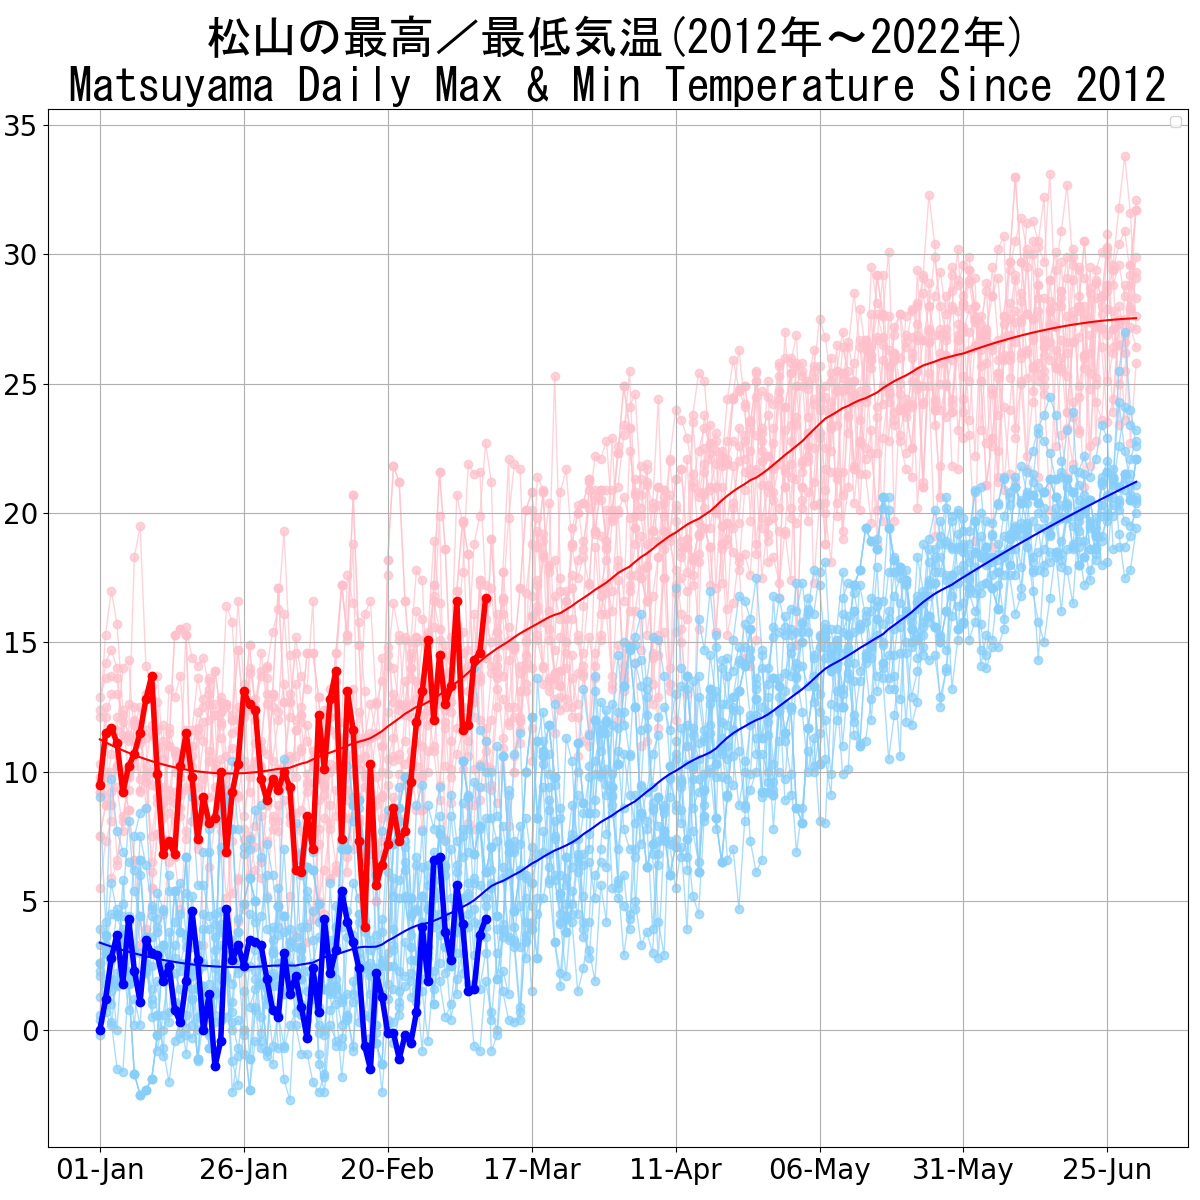 松山の最高／最低気温(2012年～2022年)
Matsuyama Daily Max & Min Temperature Since 2012
35
30
25
20
15
10
5
0
01-Jan 26-Jan 20-Feb 17-Mar 11-Apr 06-May 31-May 25-Jun